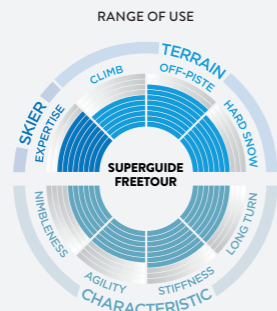 RANGE OF USE
SKIER
TERRAIN
EXPERTISE
CLIMB
OFF-PISTE
HARD SNOW
SUPERGUIDE
FREETOUR
NIMBLENESS
AGILITY
STIFFNESS
LONG TURN
CHARACTERISTIC